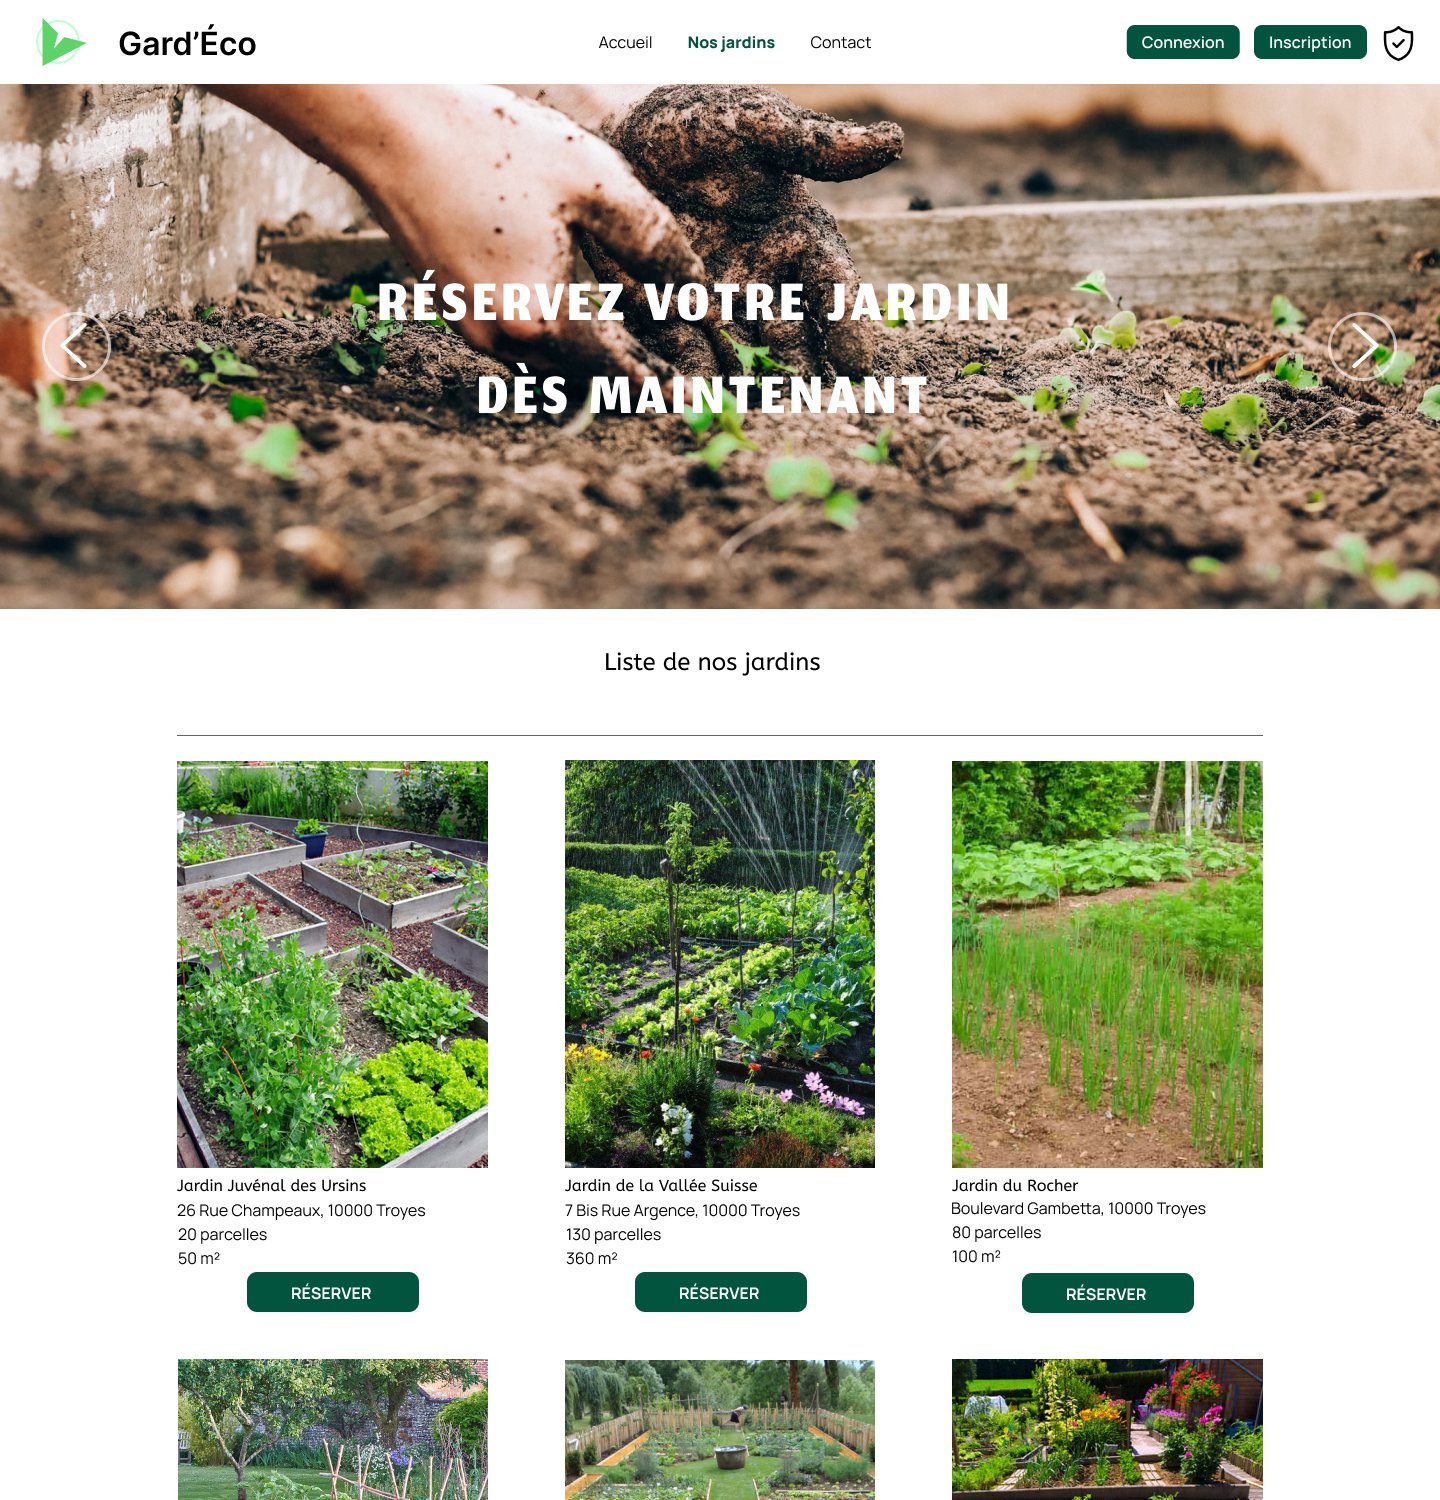 Gard'Éco
Accueil
Nos jardins
Contact
Connexion
Inscription
RÉSERVEZ VOTRE JARDIN
DÈS MAINTENANT
Liste de nos jardins
Jardin Juvénal des Ursins
26 Rue Champeaux, 10000 Troyes
20 parcelles
50 m²
RÉSERVER
Jardin de la Vallée Suisse
7 Bis Rue Argence, 10000 Troyes
130 parcelles
360 m²
RÉSERVER
Jardin du Rocher
Boulevard Gambetta, 10000 Troyes
80 parcelles
100 m²
RÉSERVER